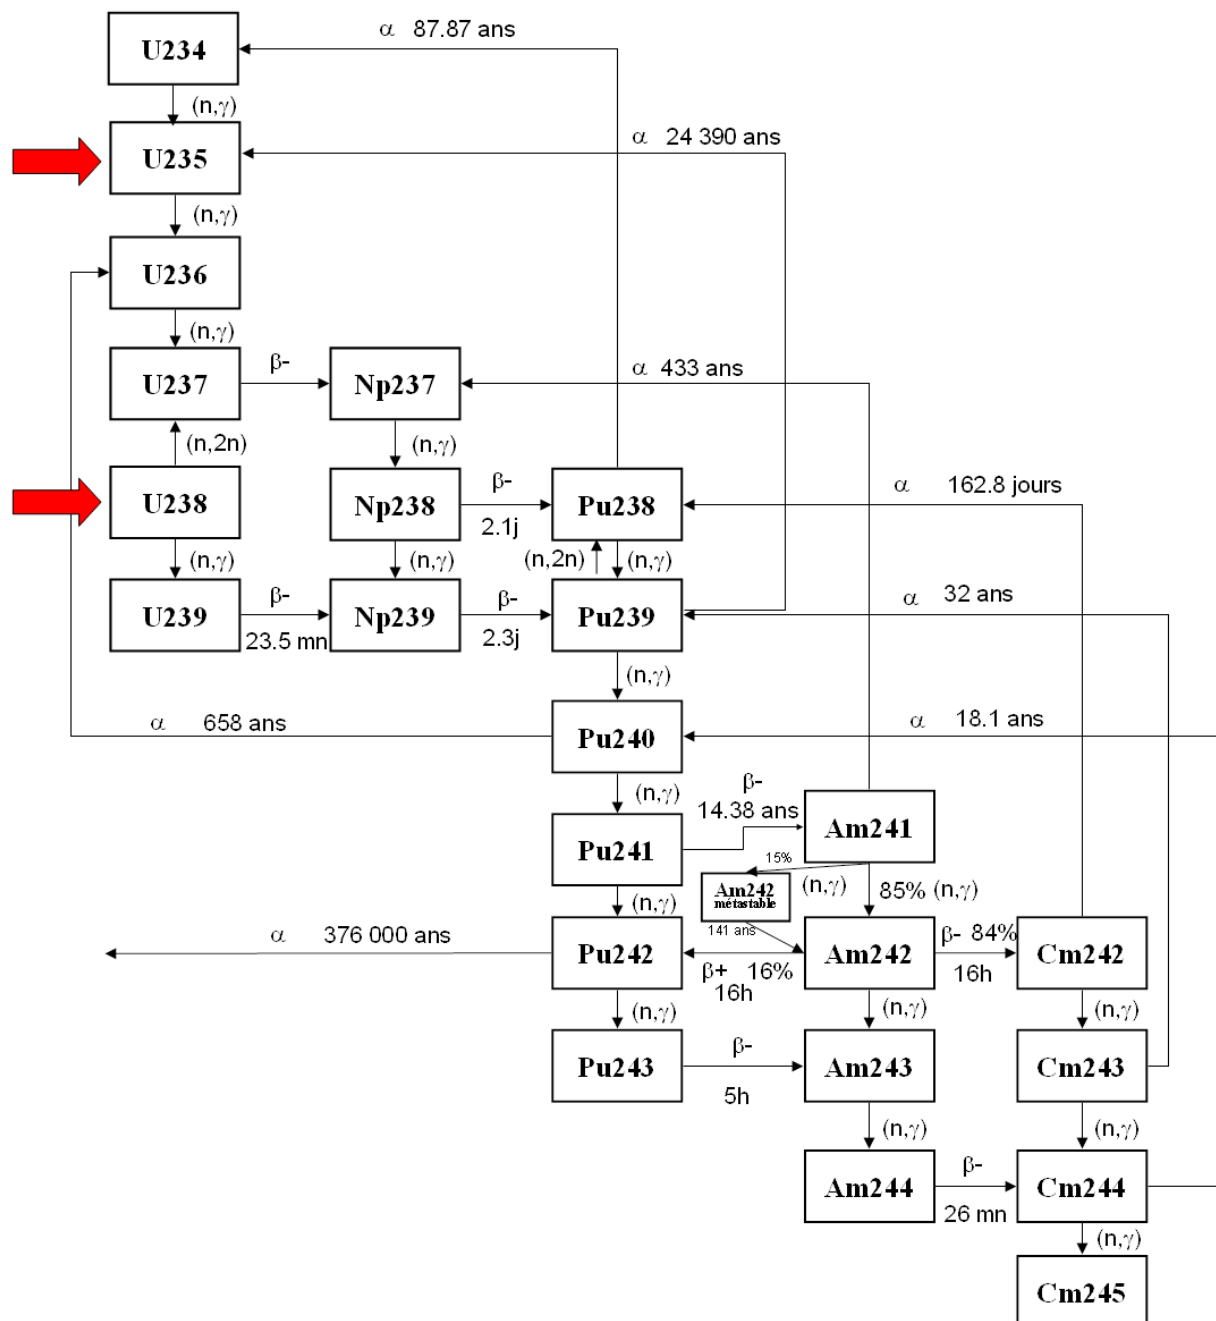 U234
α 87.87 ans
(n,γ)
U235
α 24 390 ans
(n,γ)
U236
(n,γ)
U237
β-
Np237
α 433 ans
(n,2n)
(n,γ)
U238
Np238
β-
2.1j
Pu238
α 162.8 jours
(n,γ)
(n,γ)
(n,2n)
(n,γ)
U239
β-
23.5 mn
Np239
β-
2.3j
Pu239
α 32 ans
(n,γ)
α 658 ans
Pu240
α 18.1 ans
(n,γ)
β-
14.38 ans
Pu241
Am241
15%
(n,γ)
Am242
métastable
(n,γ)
85% (n,γ)
141 ans
α 376 000 ans
Pu242
β+ 16%
16h
Am242
β- 84%
16h
Cm242
(n,γ)
(n,γ)
(n,γ)
Pu243
β-
5h
Am243
Cm243
(n,γ)
(n,γ)
Am244
β-
26 mn
Cm244
(n,γ)
Cm245